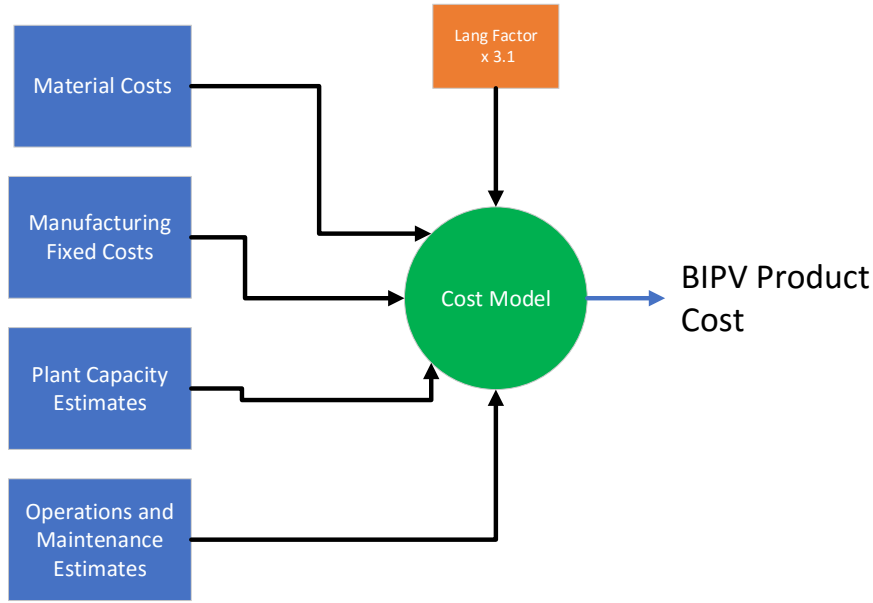 Lang Factor
x 3.1
Material Costs
Manufacturing
Fixed Costs
Cost Model
BIPV Product
Cost
Plant Capacity
Estimates
Operations and
Maintenance
Estimates